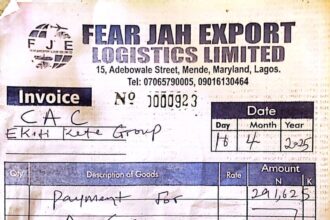 FEAR JAH EXPORT
FJE
LOGISTICS LIMITED
15, Adebowale Street, Mende, Maryland, Lagos.
Tel: 07065790005, 09016130464
Invoice
Nº 0000923
Date
CAC
Day Month Year
Ekiti Kete Group
16 4 2025
Qty Description of Goods Rate Amount
N K
Payment for 291,625